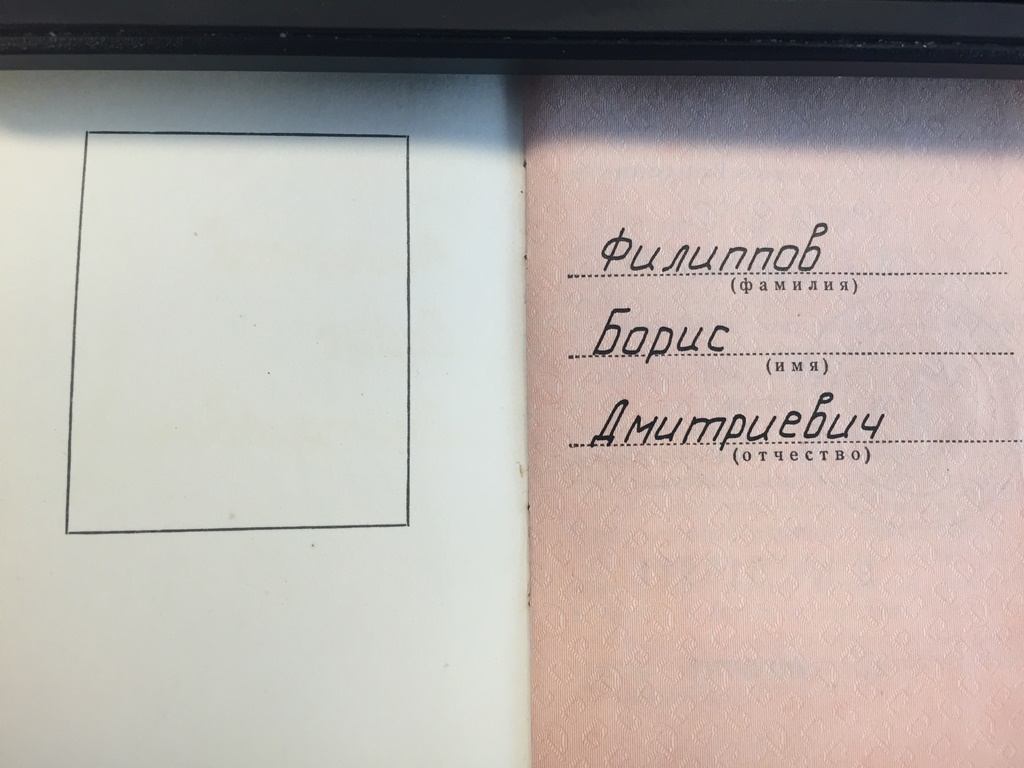 Филиппов
(фамилия)
Борис
(имя)
Дмитриевич
(отчество)